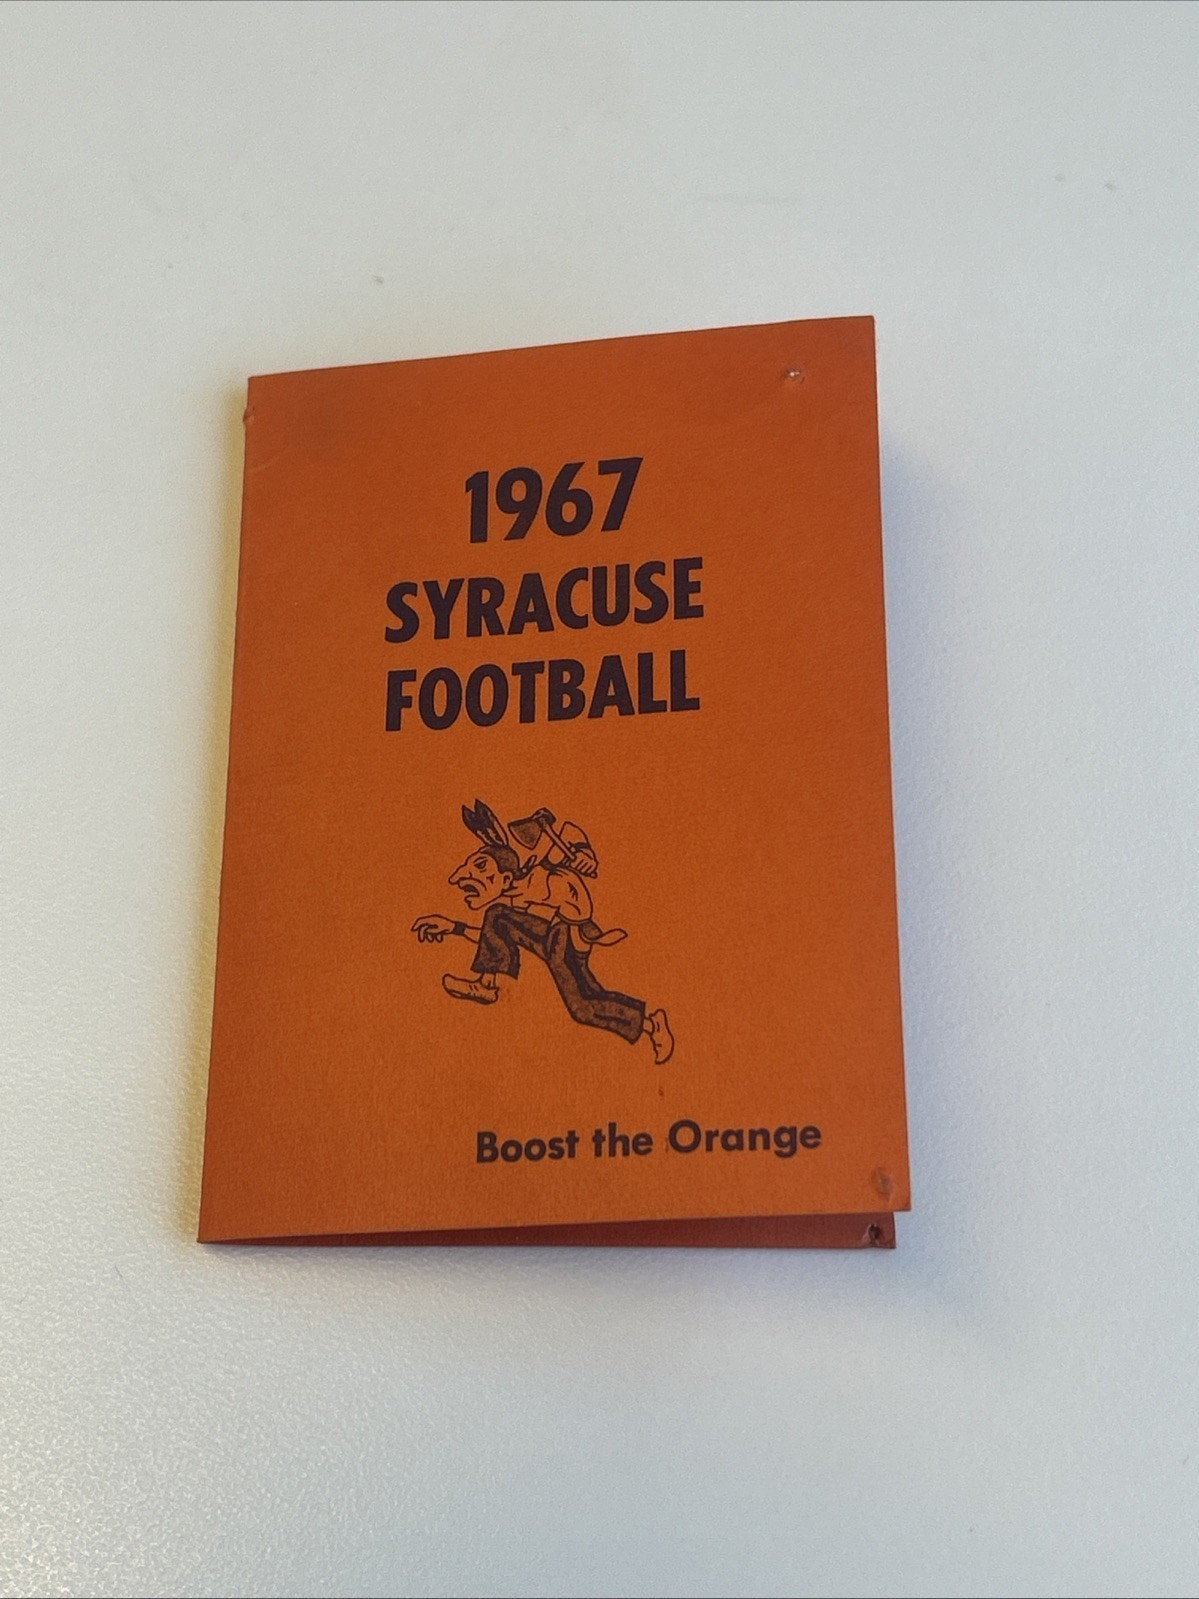 1967
SYRACUSE
FOOTBALL
Boost the Orange